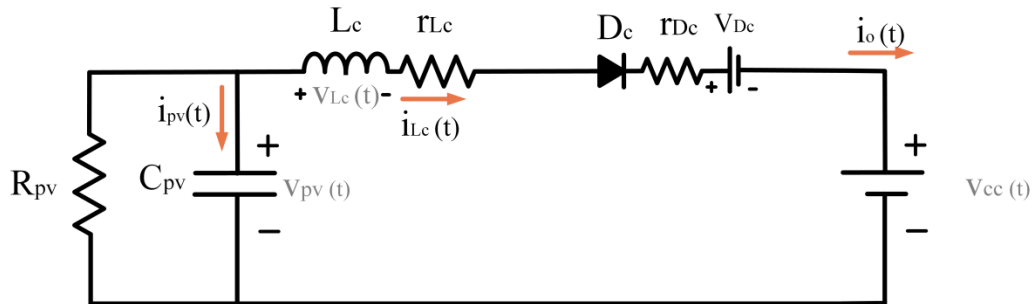 Lc
rLc
Dc
rDc
VDc
io(t)
+ VLc(t) -
+ -
ipv(t)
iLc(t)
Rpv
Cpv
+
vpv(t)
−
+
vcc(t)
−